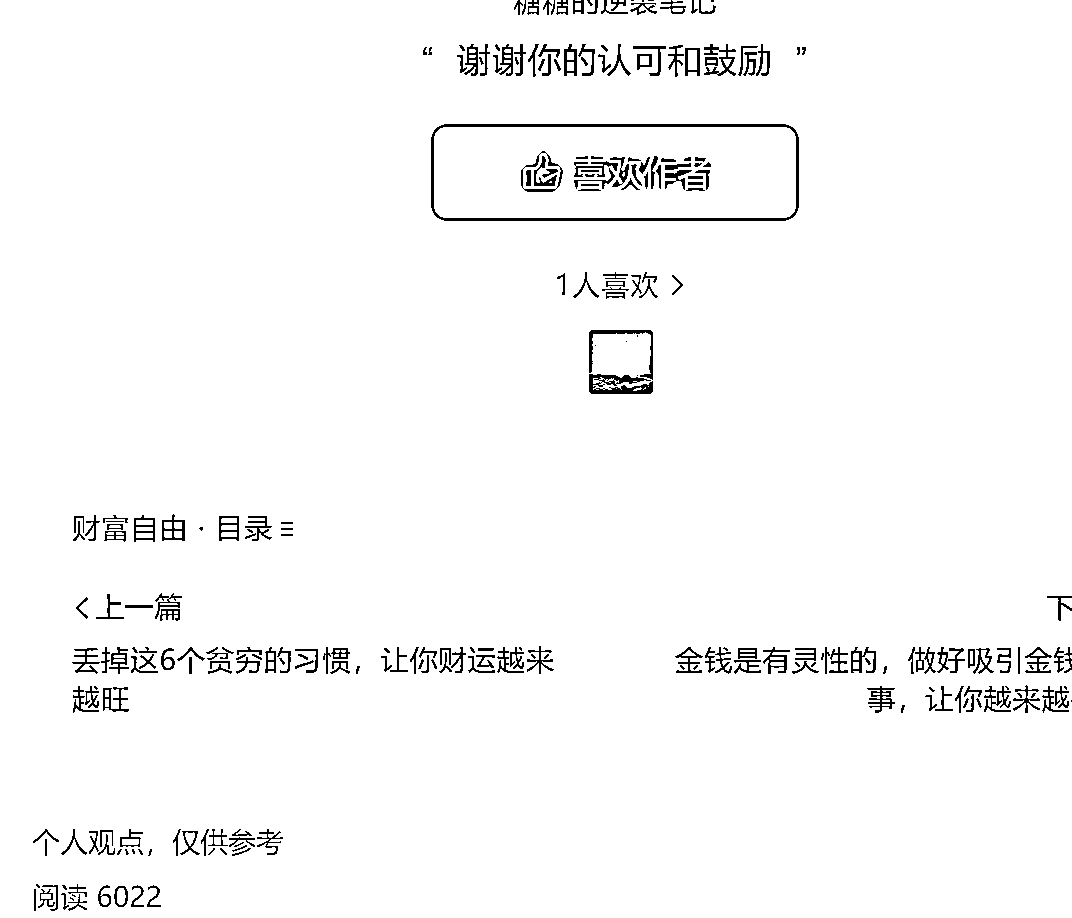 糖糖的逆袭笔记
“ 谢谢你的认可和鼓励 ”
喜欢作者
1人喜欢 >
财富自由 · 目录 ≡
<上一篇
下
丢掉这6个贫穷的习惯，让你财运越来
越旺
金钱是有灵性的，做好吸引金钱
事，让你越来越
个人观点，仅供参考
阅读 6022